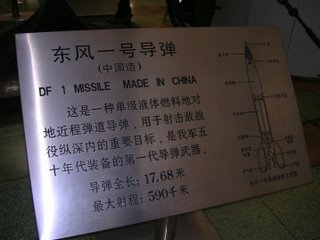 东风一号导弹
(中国造)
DF-1 MISSILE MADE IN CHINA
这是一种单级液体燃料地对
地近程弹道导弹，用于射击敌战
役纵深内的重要目标，是我军五
十年代装备的第一代导弹武器。
导弹全长：17.68米
最大射程：590千米